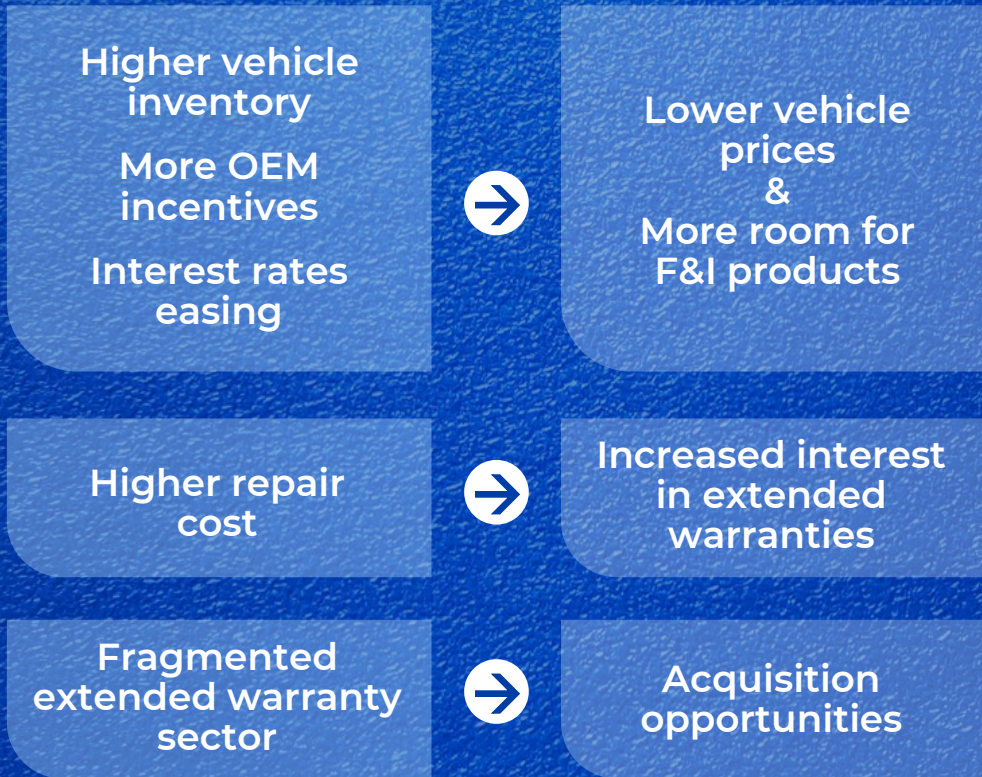 Higher vehicle
inventory
More OEM
incentives
Interest rates
easing
Lower vehicle
prices
&
More room for
F&I products
Higher repair
cost
Increased interest
in extended
warranties
Fragmented
extended warranty
sector
Acquisition
opportunities